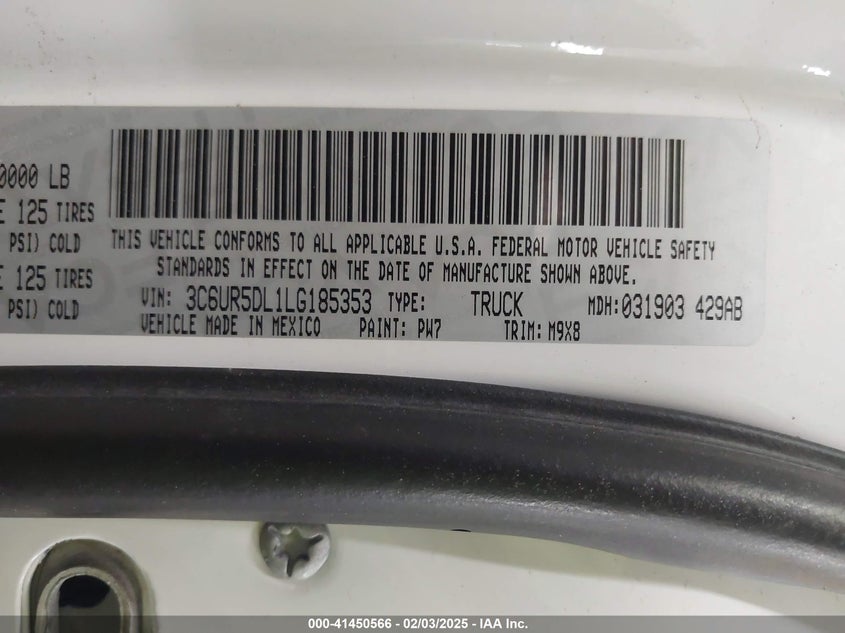 0000 LB
E 125 TIRES
PSI) COLD
E 125 TIRES
PSI) COLD
THIS VEHICLE CONFORMS TO ALL APPLICABLE U.S.A. FEDERAL MOTOR VEHICLE SAFETY
STANDARDS IN EFFECT ON THE DATE OF MANUFACTURE SHOWN ABOVE.
VIN: 3C6UR5DL1LG185353 TYPE: TRUCK MDH:031903 429AB
VEHICLE MADE IN MEXICO PAINT: PW7 TRIM: M9X8
000-41450566 - 02/03/2025 - IAA Inc.